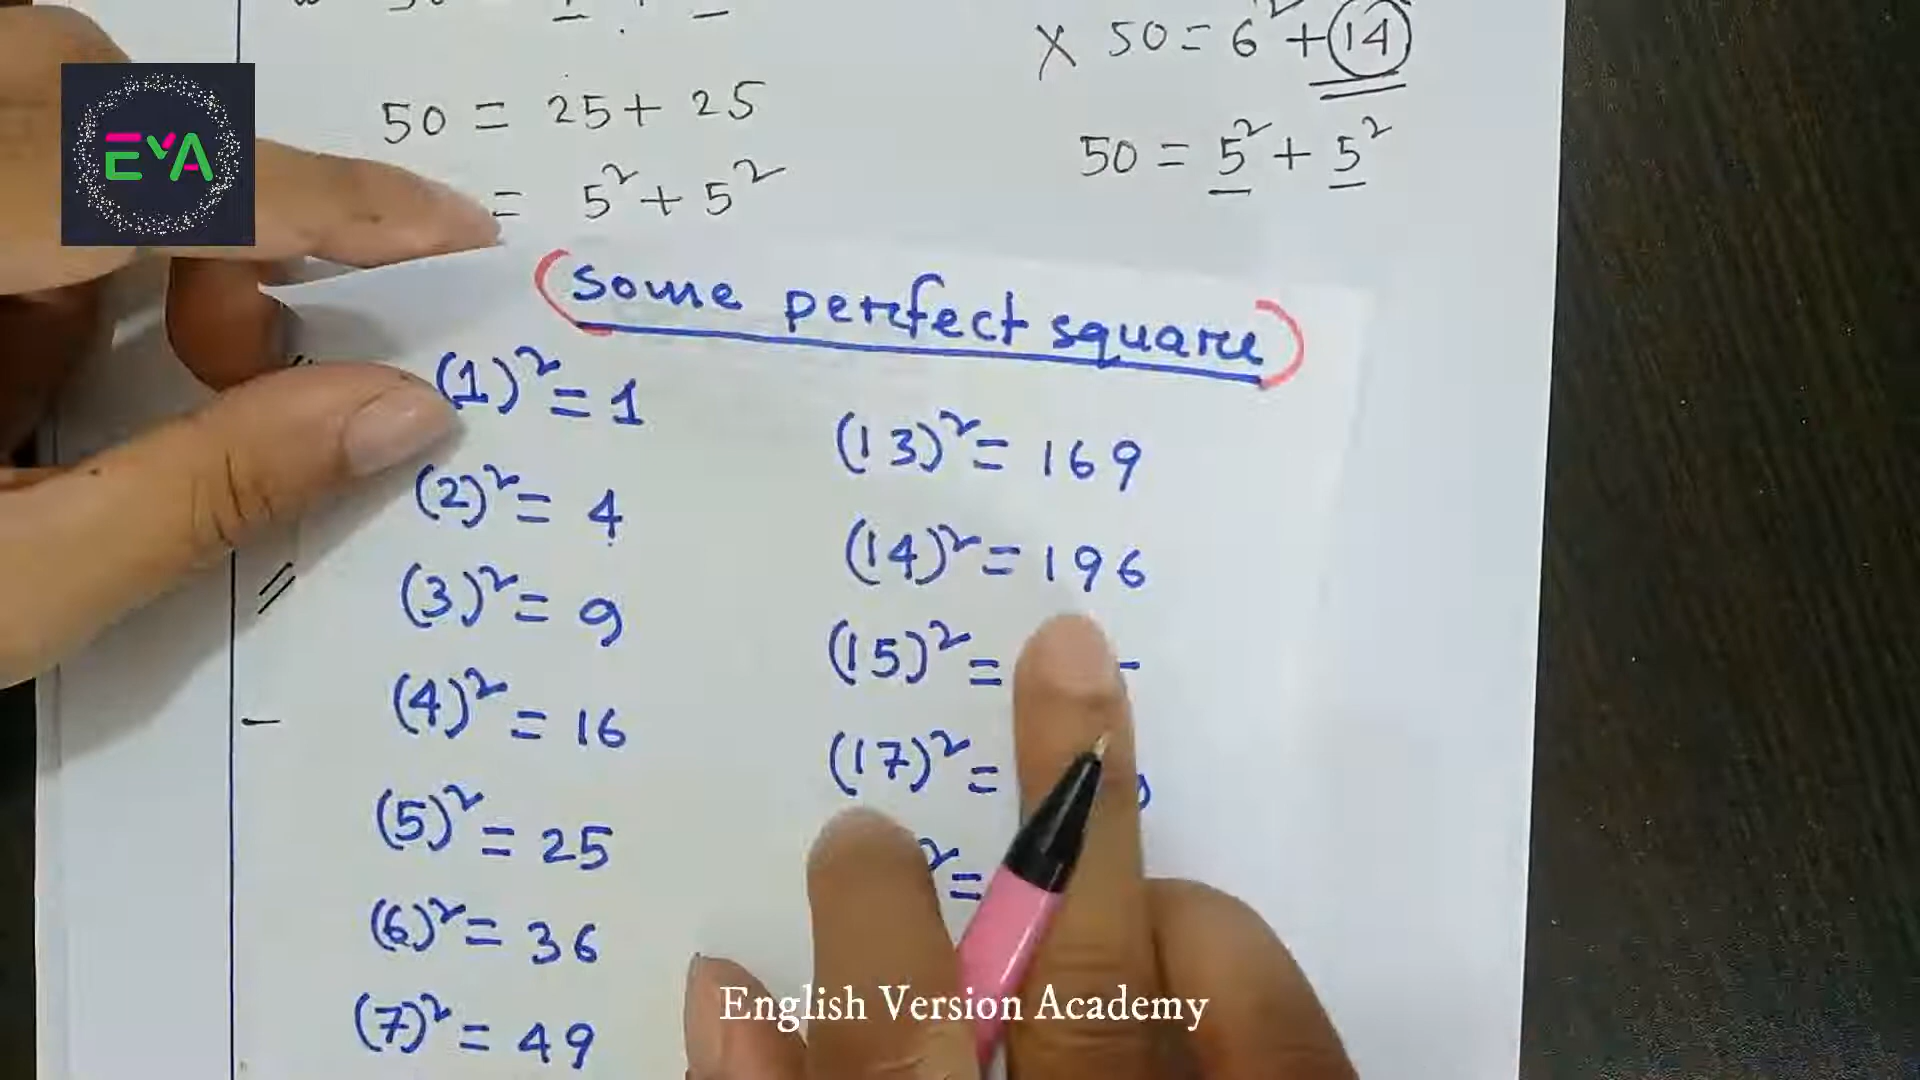 50 = 25 + 25
= 5² + 5²
X 50 = 6² + 14
50 = 5² + 5²
EYA
(some perfect square)
(1)² = 1
(2)² = 4
(3)² = 9
(4)² = 16
(5)² = 25
(6)² = 36
(7)² = 49
(13)² = 169
(14)² = 196
(15)² =
(17)² =
² =
English Version Academy